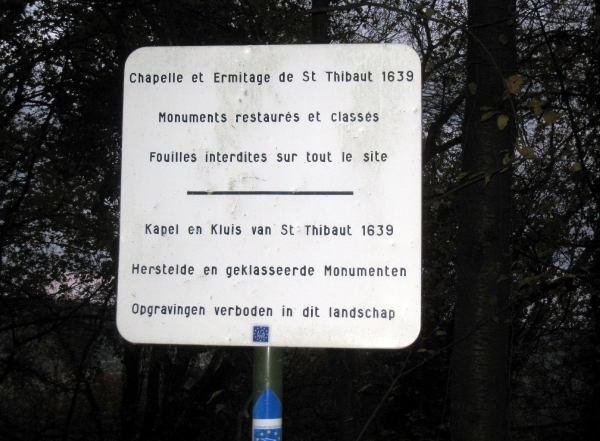 Chapelle et Ermitage de St Thibaut 1639
Monuments restaurés et classés
Fouilles interdites sur tout le site
Kapel en Kluis van St Thibaut 1639
Herstelde en geklasseerde Monumenten
Opgravingen verboden in dit landschap